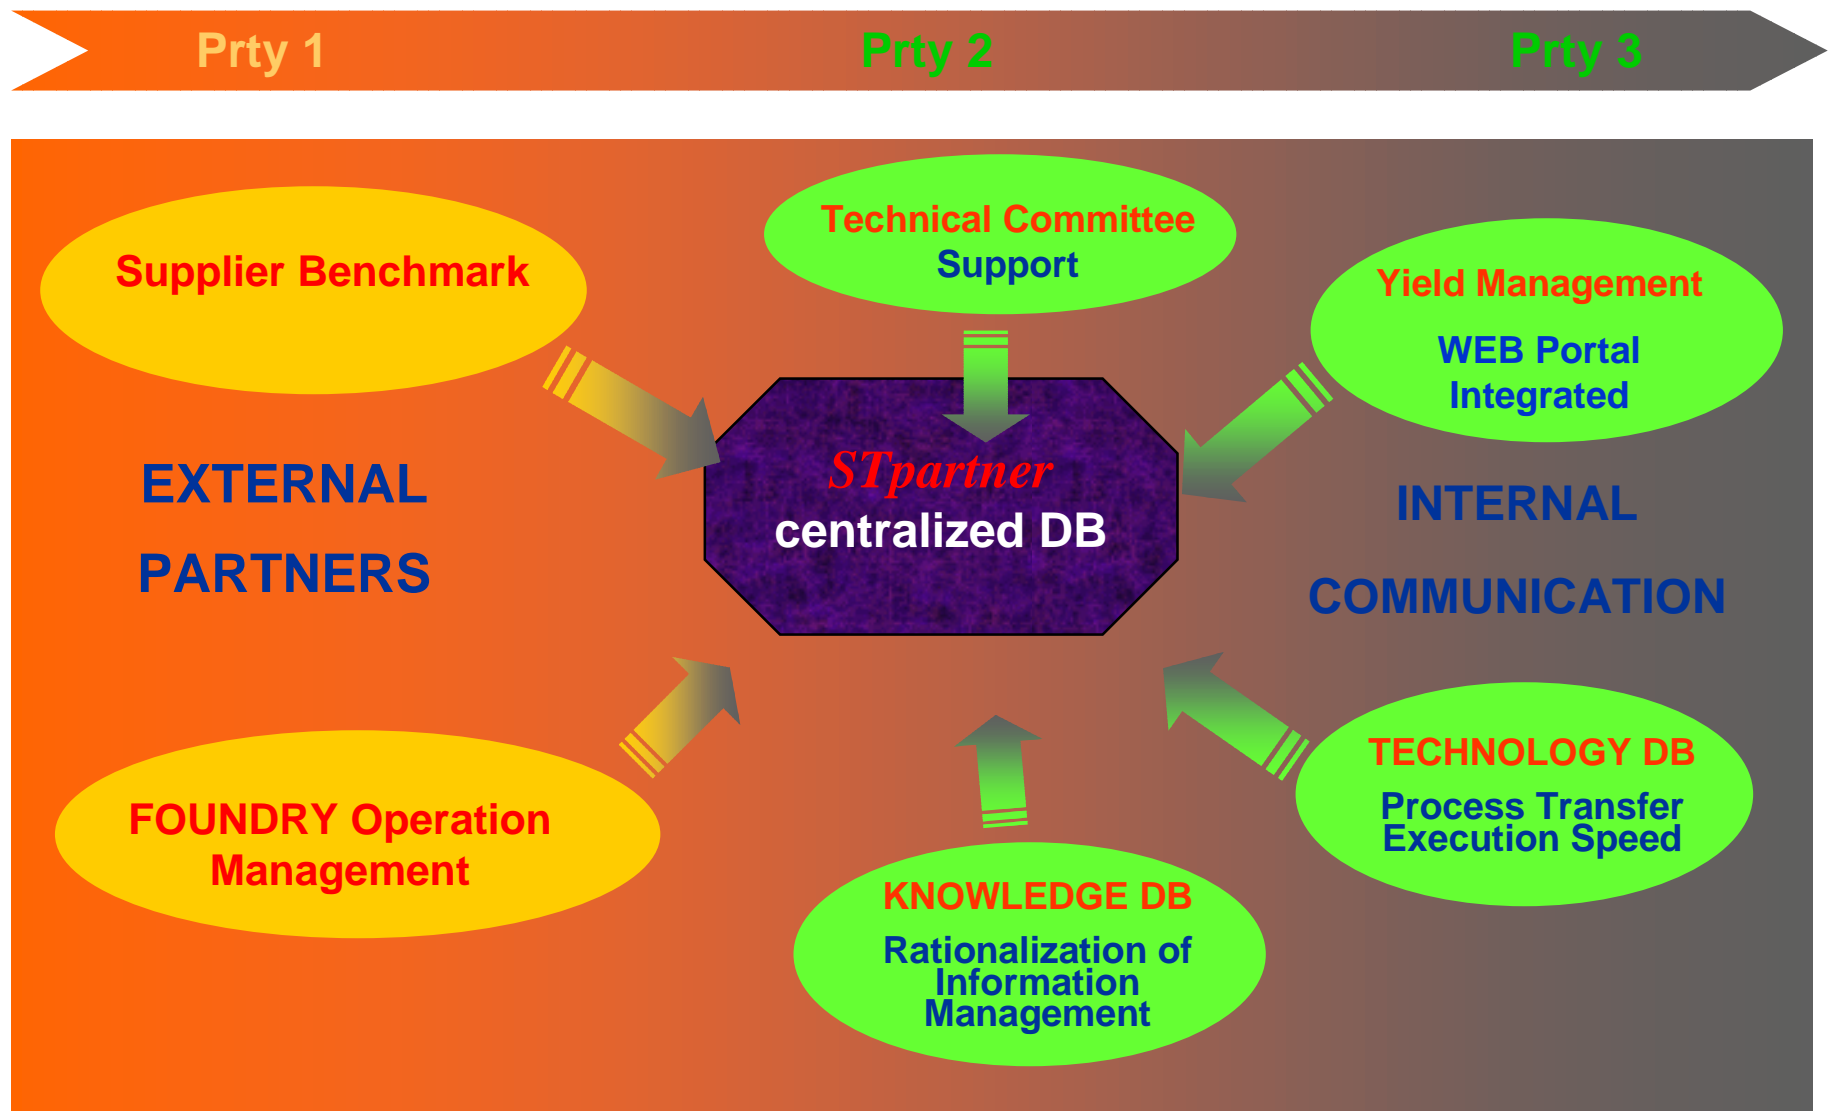 Prty 1
Prty 2
Prty 3
Supplier Benchmark
Technical Committee
Support
Yield Management
WEB Portal
Integrated
EXTERNAL
PARTNERS
STpartner
centralized DB
INTERNAL
COMMUNICATION
FOUNDRY Operation
Management
KNOWLEDGE DB
Rationalization of
Information
Management
TECHNOLOGY DB
Process Transfer
Execution Speed